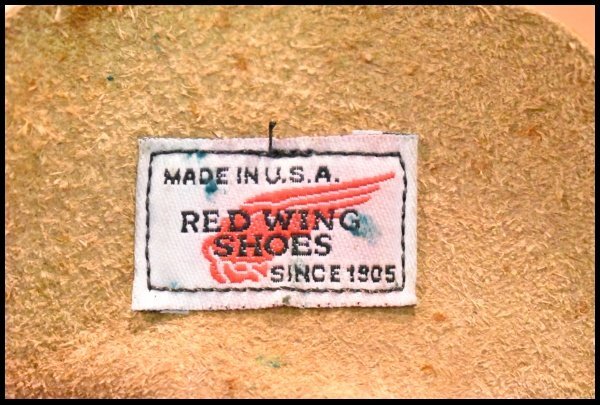 MADE IN U.S.A.
RED WING
SHOES
SINCE 1905